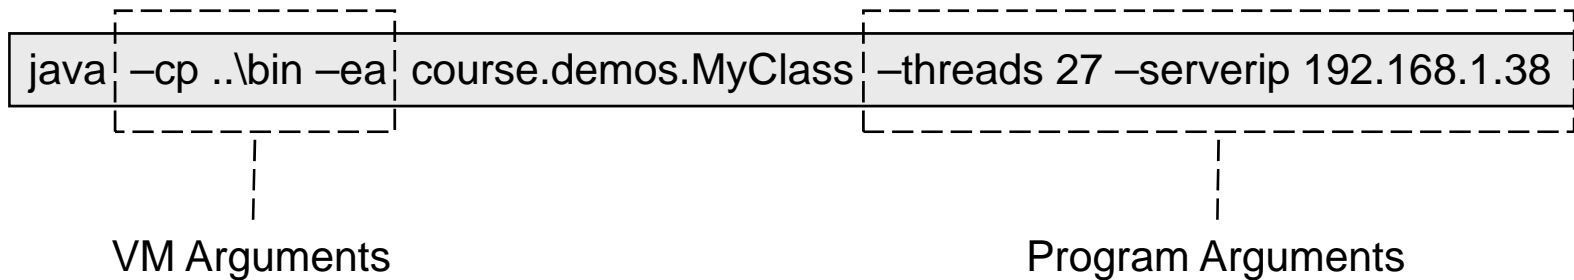 java –cp ..\bin –ea course.demos.MyClass –threads 27 –serverip 192.168.1.38
VM Arguments
Program Arguments